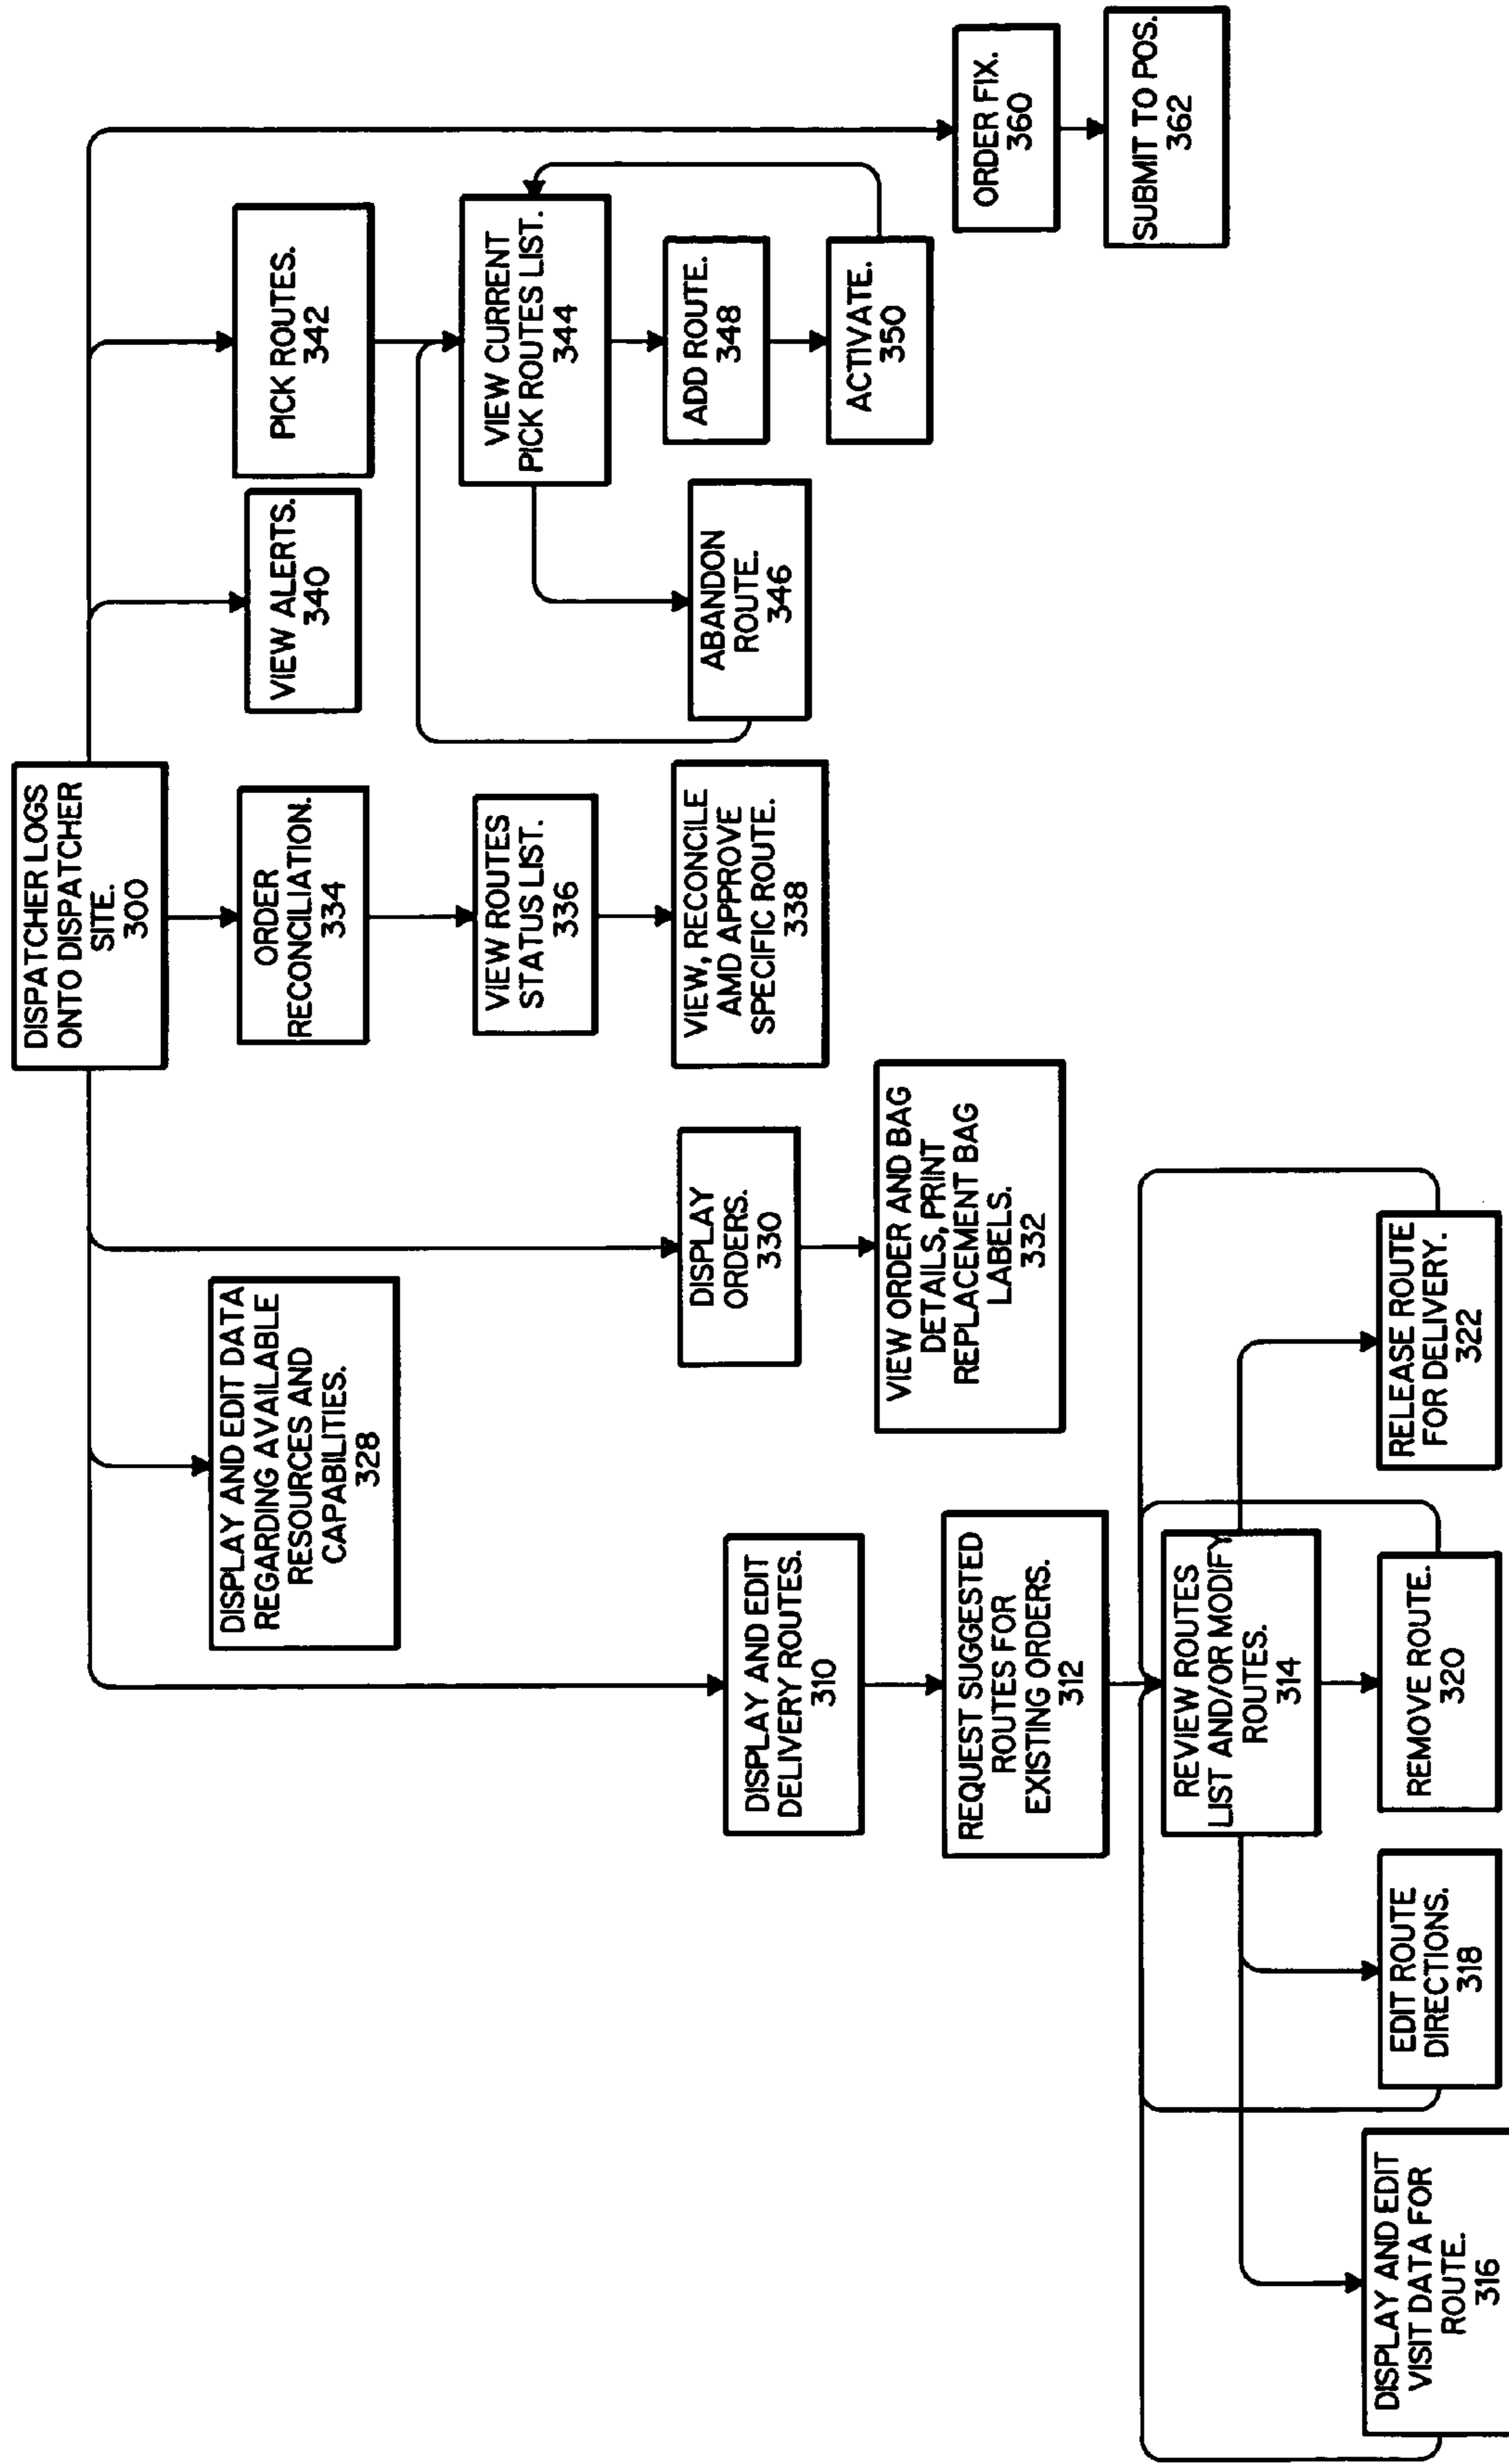 DISPATCHER LOGS
ONTO DISPATCHER
SITE.
300
DISPLAY AND EDIT DATA
REGARDING AVAILABLE
RESOURCES AND
CAPABILITIES.
328
ORDER
RECONCILIATION.
334
VIEW ALERTS.
340
PICK ROUTES.
342
VIEW ROUTES
STATUS LIST.
336
VIEW CURRENT
PICK ROUTES LIST.
344
DISPLAY AND EDIT
DELIVERY ROUTES.
310
DISPLAY
ORDERS.
330
VIEW, RECONCILE
AMD APPROVE
SPECIFIC ROUTE.
338
ABANDON
ROUTE.
346
ADD ROUTE.
348
ACTIVATE.
350
REQUEST SUGGESTED
ROUTES FOR
EXISTING ORDERS.
312
VIEW ORDER AND BAG
DETAILS, PRINT
REPLACEMENT BAG
LABELS.
332
ORDER FIX.
360
REVIEW ROUTES
LIST AND/OR MODIFY
ROUTES.
314
SUBMIT TO POS.
362
DISPLAY AND EDIT
VISIT DATA FOR
ROUTE.
316
EDIT ROUTE
DIRECTIONS.
318
REMOVE ROUTE.
320
RELEASE ROUTE
FOR DELIVERY.
322